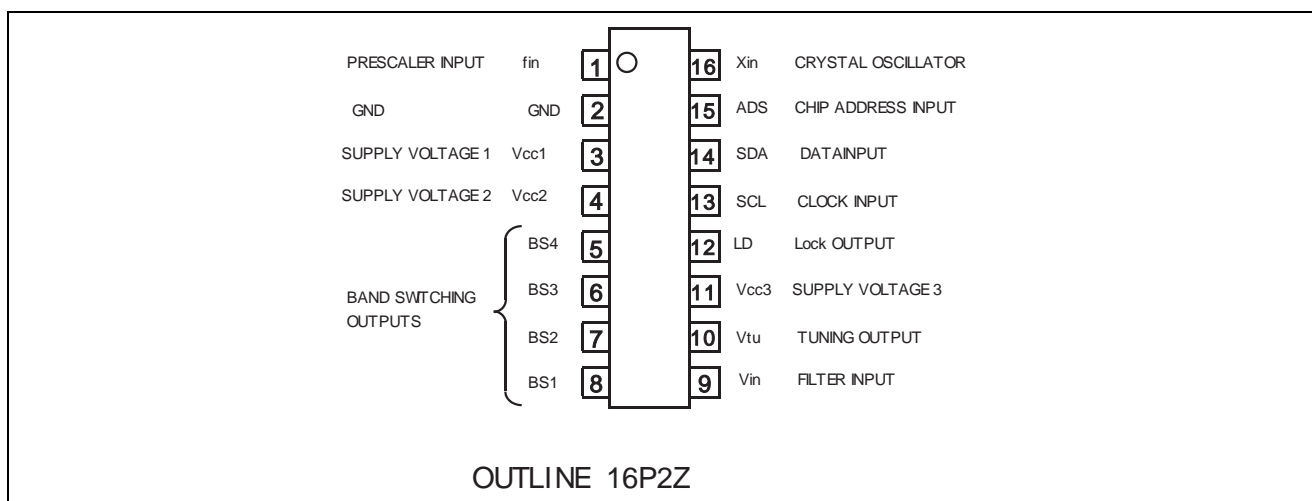 PRESCALER INPUT fin 1 16 Xin CRYSTAL OSCILLATOR
GND GND 2 15 ADS CHIP ADDRESS INPUT
SUPPLY VOLTAGE 1 Vcc1 3 14 SDA DATAINPUT
SUPPLY VOLTAGE 2 Vcc2 4 13 SCL CLOCK INPUT
BS4 5 12 LD Lock OUTPUT
BS3 6 11 Vcc3 SUPPLY VOLTAGE 3
BAND SWITCHING
OUTPUTS
BS2 7 10 Vtu TUNING OUTPUT
BS1 8 9 Vin FILTER INPUT
OUTLINE 16P2Z